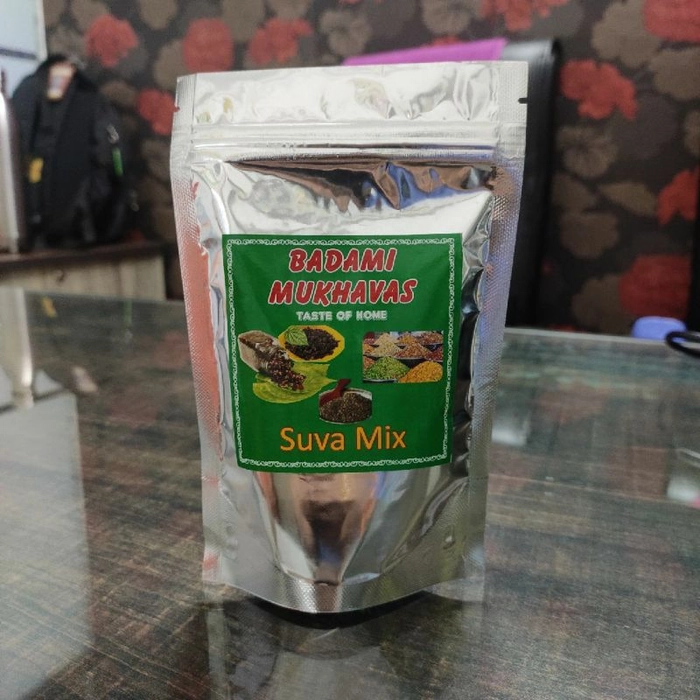 BADAMI
MUKHAVAS
TASTE OF HOME
Suva Mix